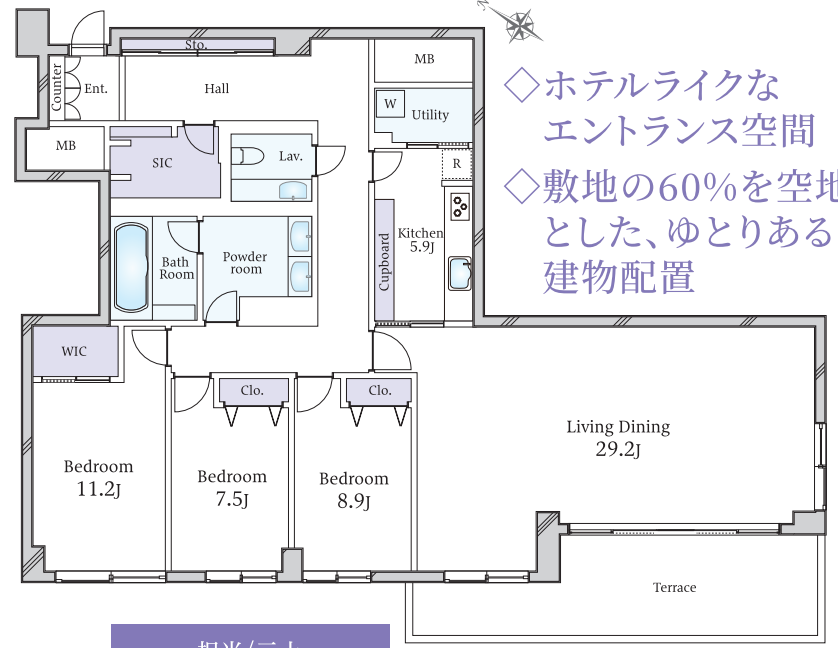 Sto.
N
MB
Counter
Ent.
Hall
W
Utility
MB
SIC
Lav.
R
◇ホテルライクな
エントランス空間
◇敷地の60%を空地
とした、ゆとりある
建物配置
Kitchen
5.9J
Cupboard
Bath
Room
Powder
room
WIC
Clo.
Clo.
Living Dining
29.2J
Bedroom
11.2J
Bedroom
7.5J
Bedroom
8.9J
Terrace